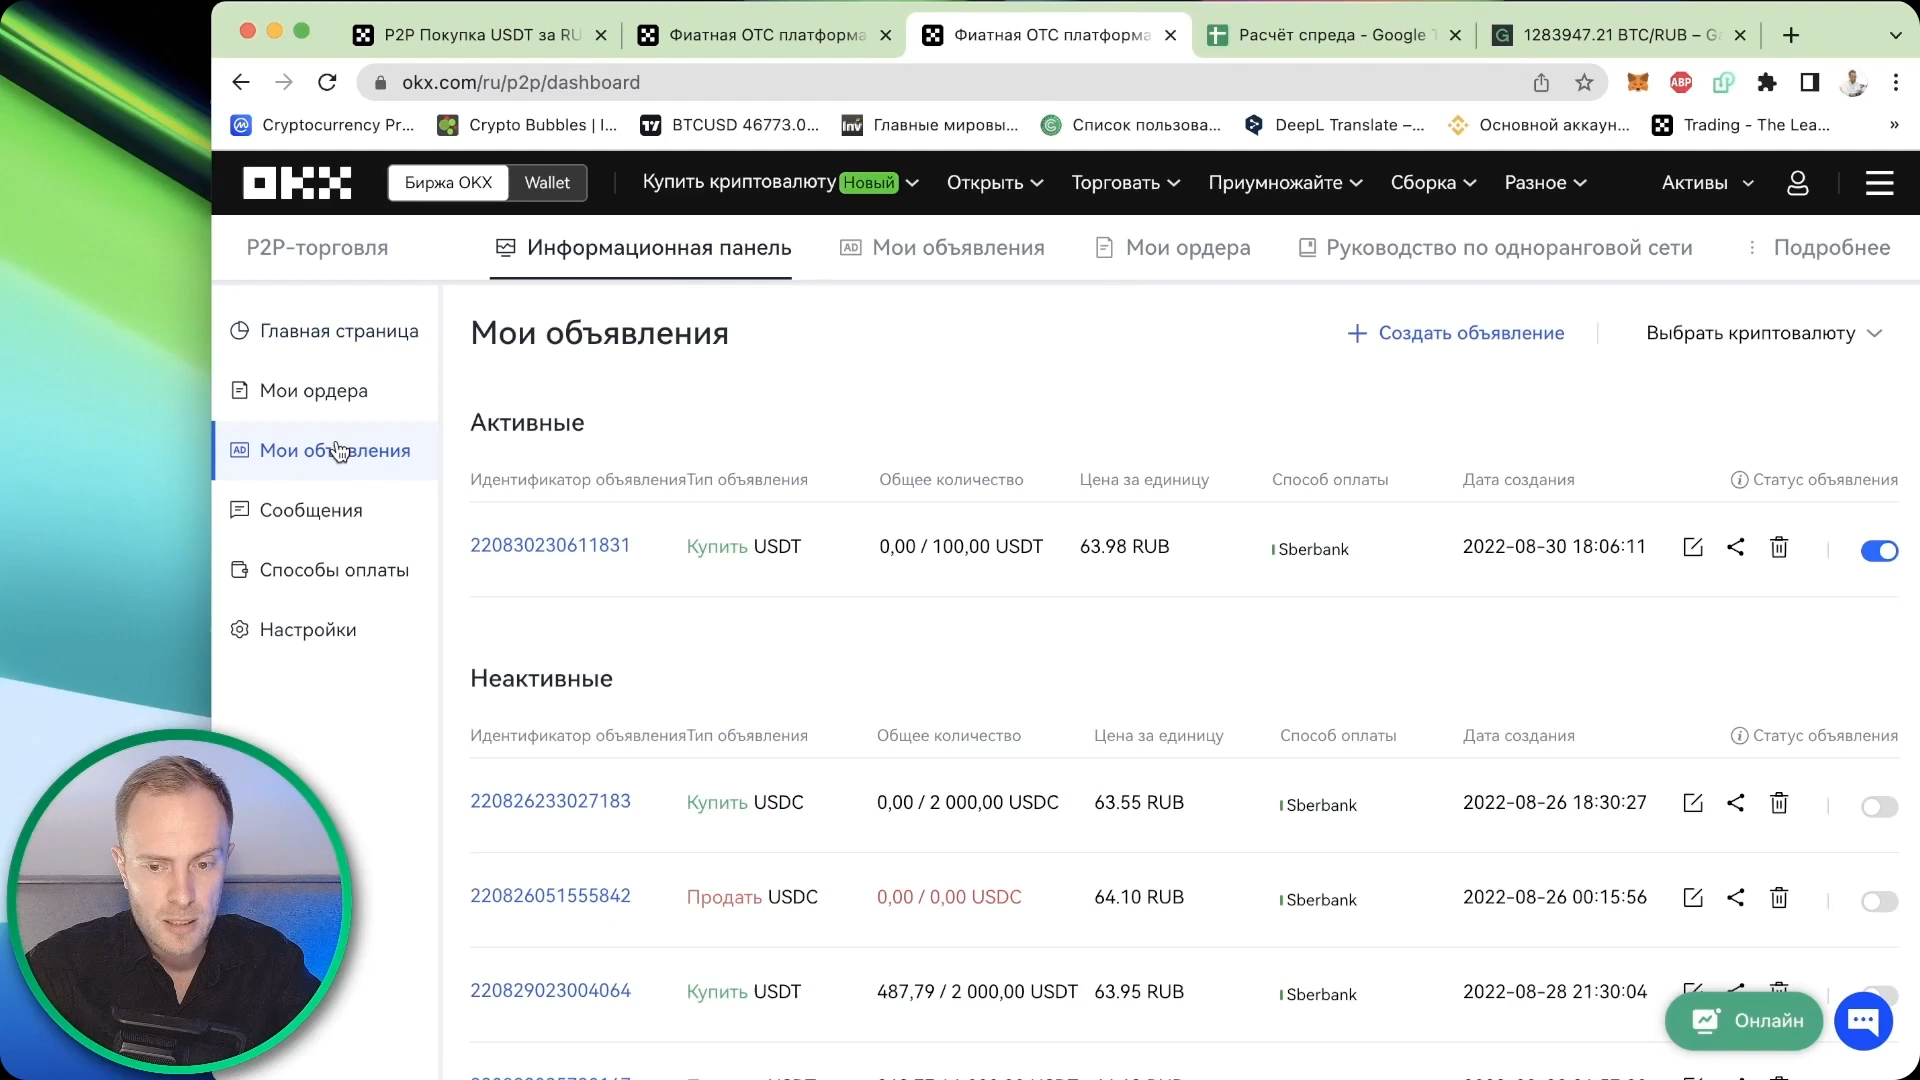 P2P Покупка USDT за RU
Фиатная OTC платформа
Фиатная OTC платформа
Расчёт спреда - Google T
1283947.21 BTC/RUB – Ga
okx.com/ru/p2p/dashboard
ABP
Cryptocurrency Pr...
Crypto Bubbles | I...
BTCUSD 46773.0...
Inv
Главные мировы...
Список пользова...
DeepL Translate –...
Основной аккаун...
Trading - The Lea...
»
OKX
Биржа OKX
Wallet
Купить криптовалюту
Новый
Открыть
Торговать
Приумножайте
Сборка
Разное
Активы
P2P-торговля
Информационная панель
AD Мои объявления
Мои ордера
Руководство по одноранговой сети
Подробнее
Главная страница
Мои ордера
AD Мои объявления
Сообщения
Способы оплаты
Настройки
Мои объявления
+ Создать объявление
Выбрать криптовалюту
Активные
Идентификатор объявления Тип объявления Общее количество Цена за единицу Способ оплаты Дата создания Статус объявления
220830230611831 Купить USDT 0,00 / 100,00 USDT 63.98 RUB Sberbank 2022-08-30 18:06:11
Неактивные
Идентификатор объявления Тип объявления Общее количество Цена за единицу Способ оплаты Дата создания Статус объявления
220826233027183 Купить USDC 0,00 / 2 000,00 USDC 63.55 RUB Sberbank 2022-08-26 18:30:27
220826051555842 Продать USDC 0,00 / 0,00 USDC 64.10 RUB Sberbank 2022-08-26 00:15:56
220829023004064 Купить USDT 487,79 / 2 000,00 USDT 63.95 RUB Sberbank 2022-08-28 21:30:04
Онлайн